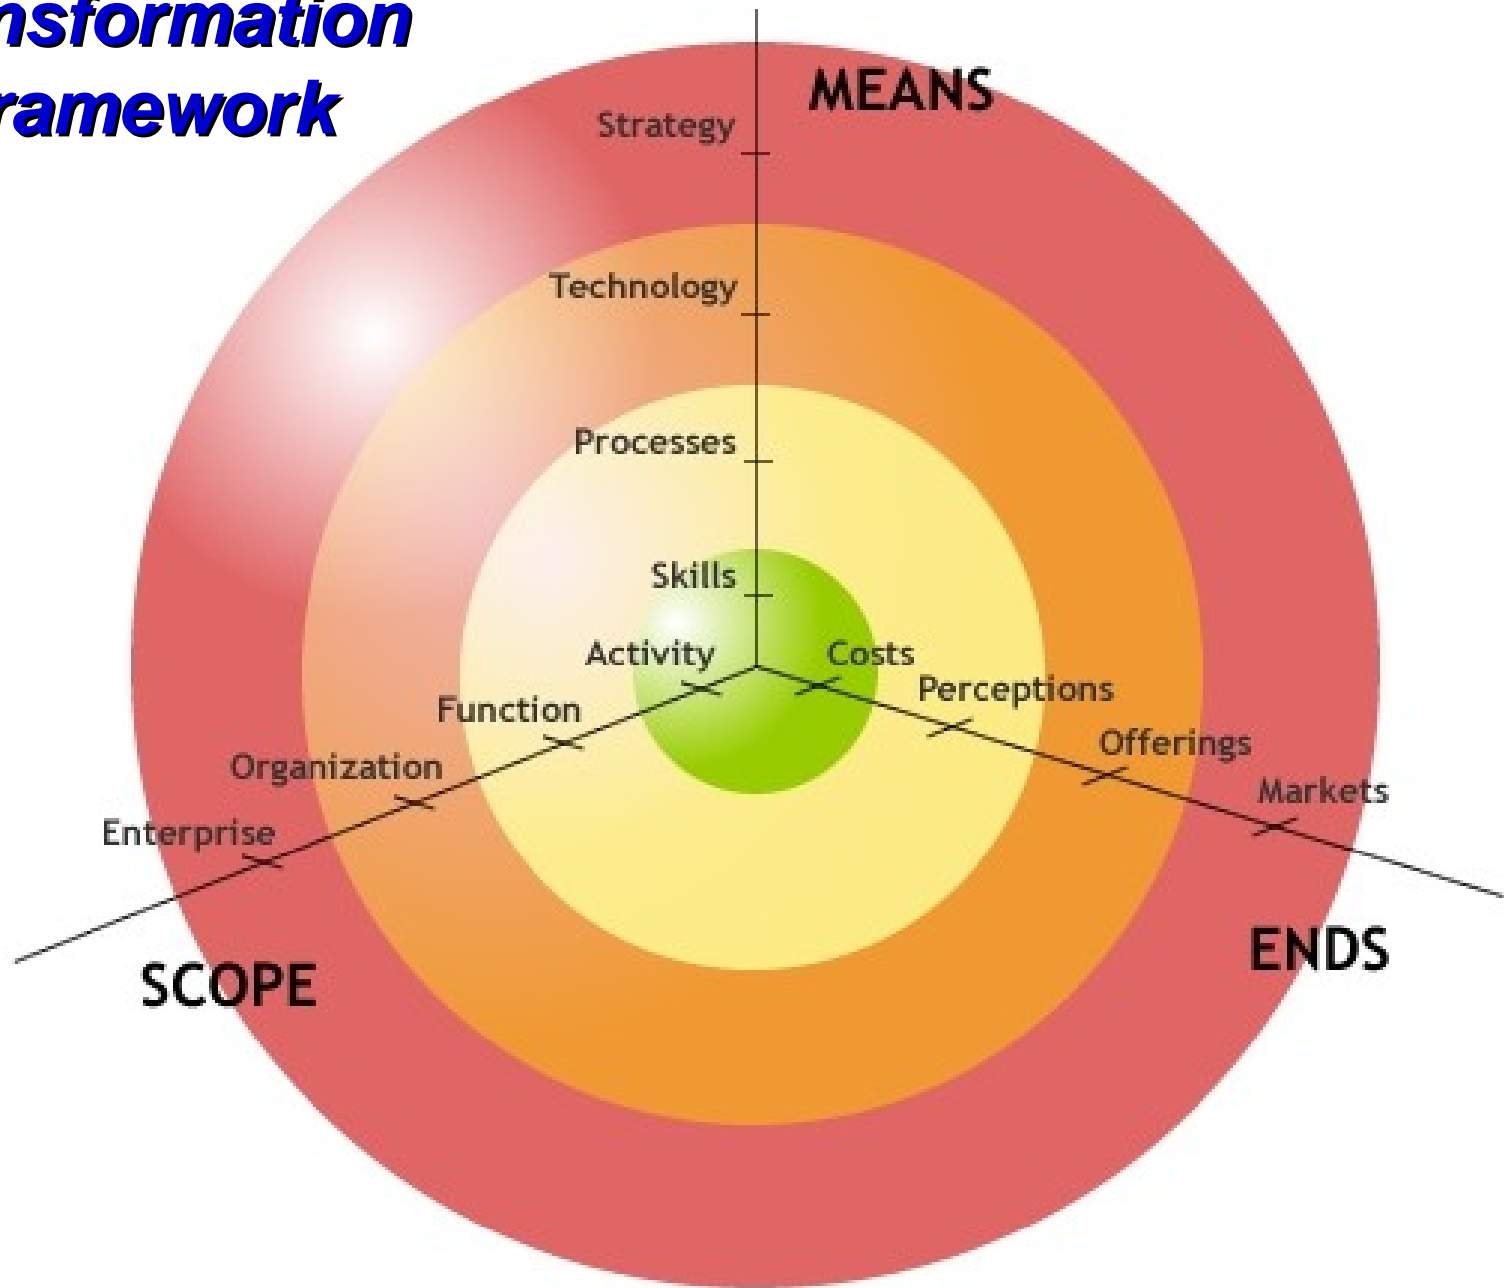 nsformation
ramework
MEANS
Strategy
Technology
Processes
Skills
Activity
Costs
Function
Perceptions
Organization
Offerings
Enterprise
Markets
SCOPE
ENDS